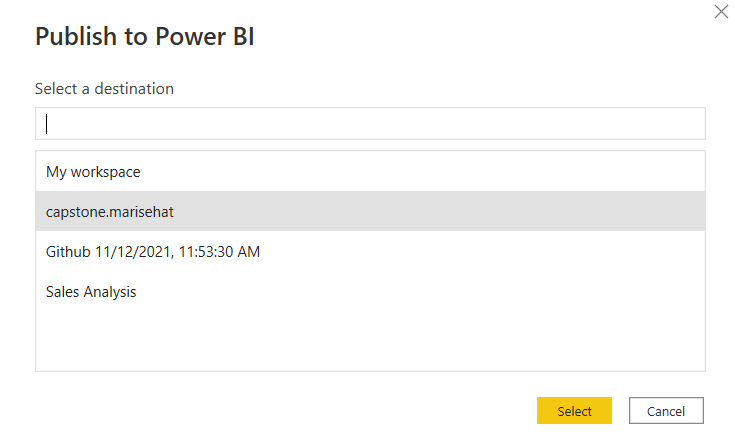 Publish to Power BI
Select a destination
My workspace
capstone.marisehat
Github 11/12/2021, 11:53:30 AM
Sales Analysis
Select
Cancel